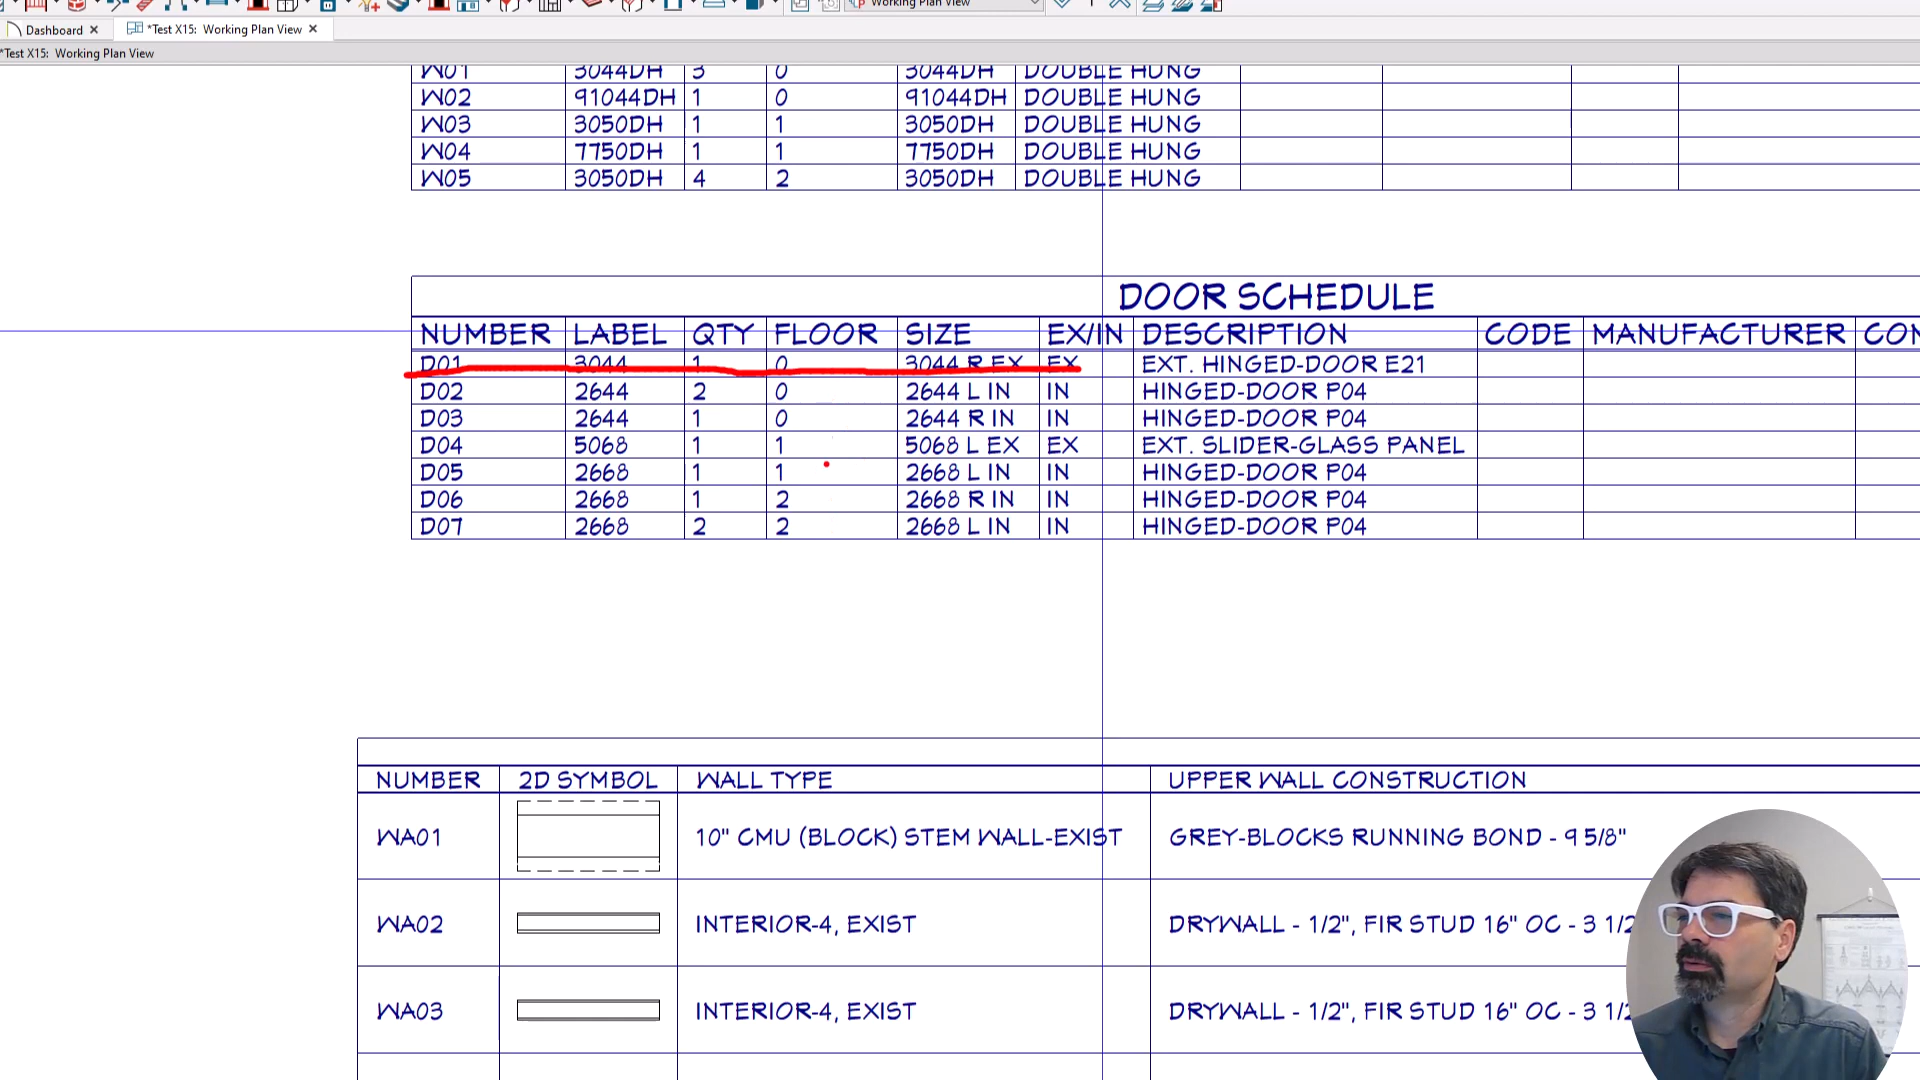 Working Plan View
Dashboard
*Test X15: Working Plan View
*Test X15: Working Plan View
W01 3044DH 3 0 3044DH DOUBLE HUNG
W02 91044DH 1 0 91044DH DOUBLE HUNG
W03 3050DH 1 1 3050DH DOUBLE HUNG
W04 7750DH 1 1 7750DH DOUBLE HUNG
W05 3050DH 4 2 3050DH DOUBLE HUNG
DOOR SCHEDULE
NUMBER LABEL QTY FLOOR SIZE EX/IN DESCRIPTION CODE MANUFACTURER
D01 3044 1 0 3044 R EX EX EXT. HINGED-DOOR E21
D02 2644 2 0 2644 L IN IN HINGED-DOOR P04
D03 2644 1 0 2644 R IN IN HINGED-DOOR P04
D04 5068 1 1 5068 L EX EX EXT. SLIDER-GLASS PANEL
D05 2668 1 1 2668 L IN IN HINGED-DOOR P04
D06 2668 1 2 2668 R IN IN HINGED-DOOR P04
D07 2668 2 2 2668 L IN IN HINGED-DOOR P04
NUMBER 2D SYMBOL WALL TYPE UPPER WALL CONSTRUCTION
WA01 10" CMU (BLOCK) STEM WALL-EXIST GREY-BLOCKS RUNNING BOND - 9 5/8"
WA02 INTERIOR-4, EXIST DRYWALL - 1/2", FIR STUD 16" OC - 3 1/2
WA03 INTERIOR-4, EXIST DRYWALL - 1/2", FIR STUD 16" OC - 3 1/2